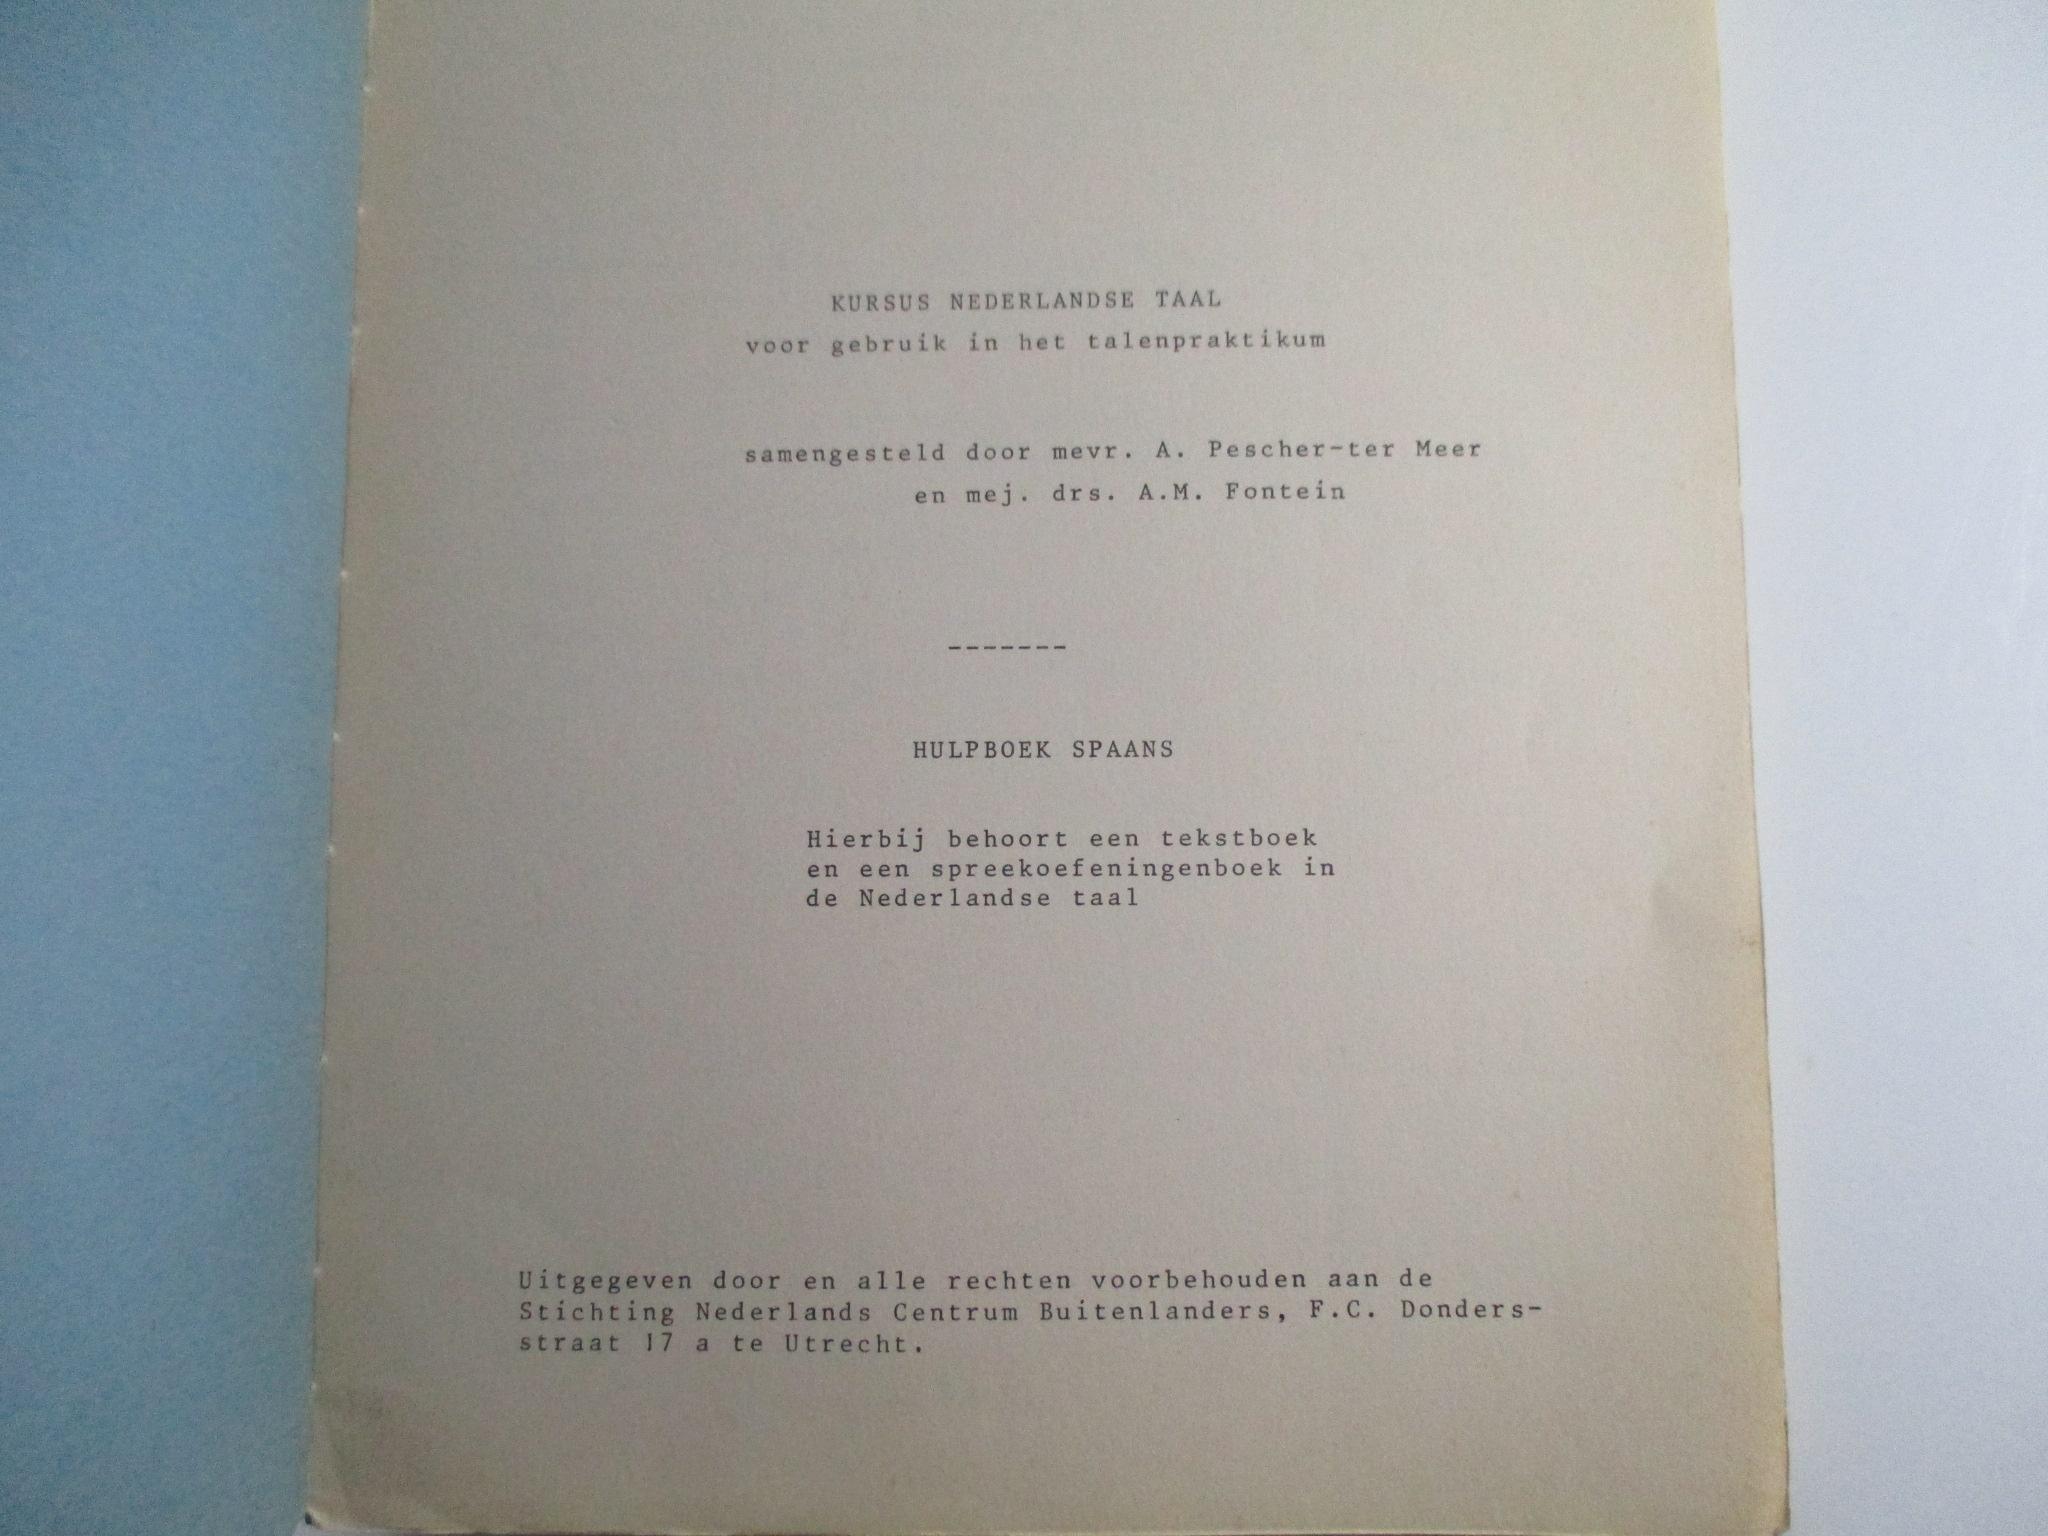 KURSUS NEDERLANDSE TAAL
voor gebruik in het talenpraktikum
samengesteld door mevr. A. Pescher-ter Meer
en mej. drs. A.M. Fontein
-------
HULPBOEK SPAANS
Hierbij behoort een tekstboek
en een spreekoefeningenboek in
de Nederlandse taal
Uitgegeven door en alle rechten voorbehouden aan de
Stichting Nederlands Centrum Buitenlanders, F.C. Donders-
straat 17 a te Utrecht.